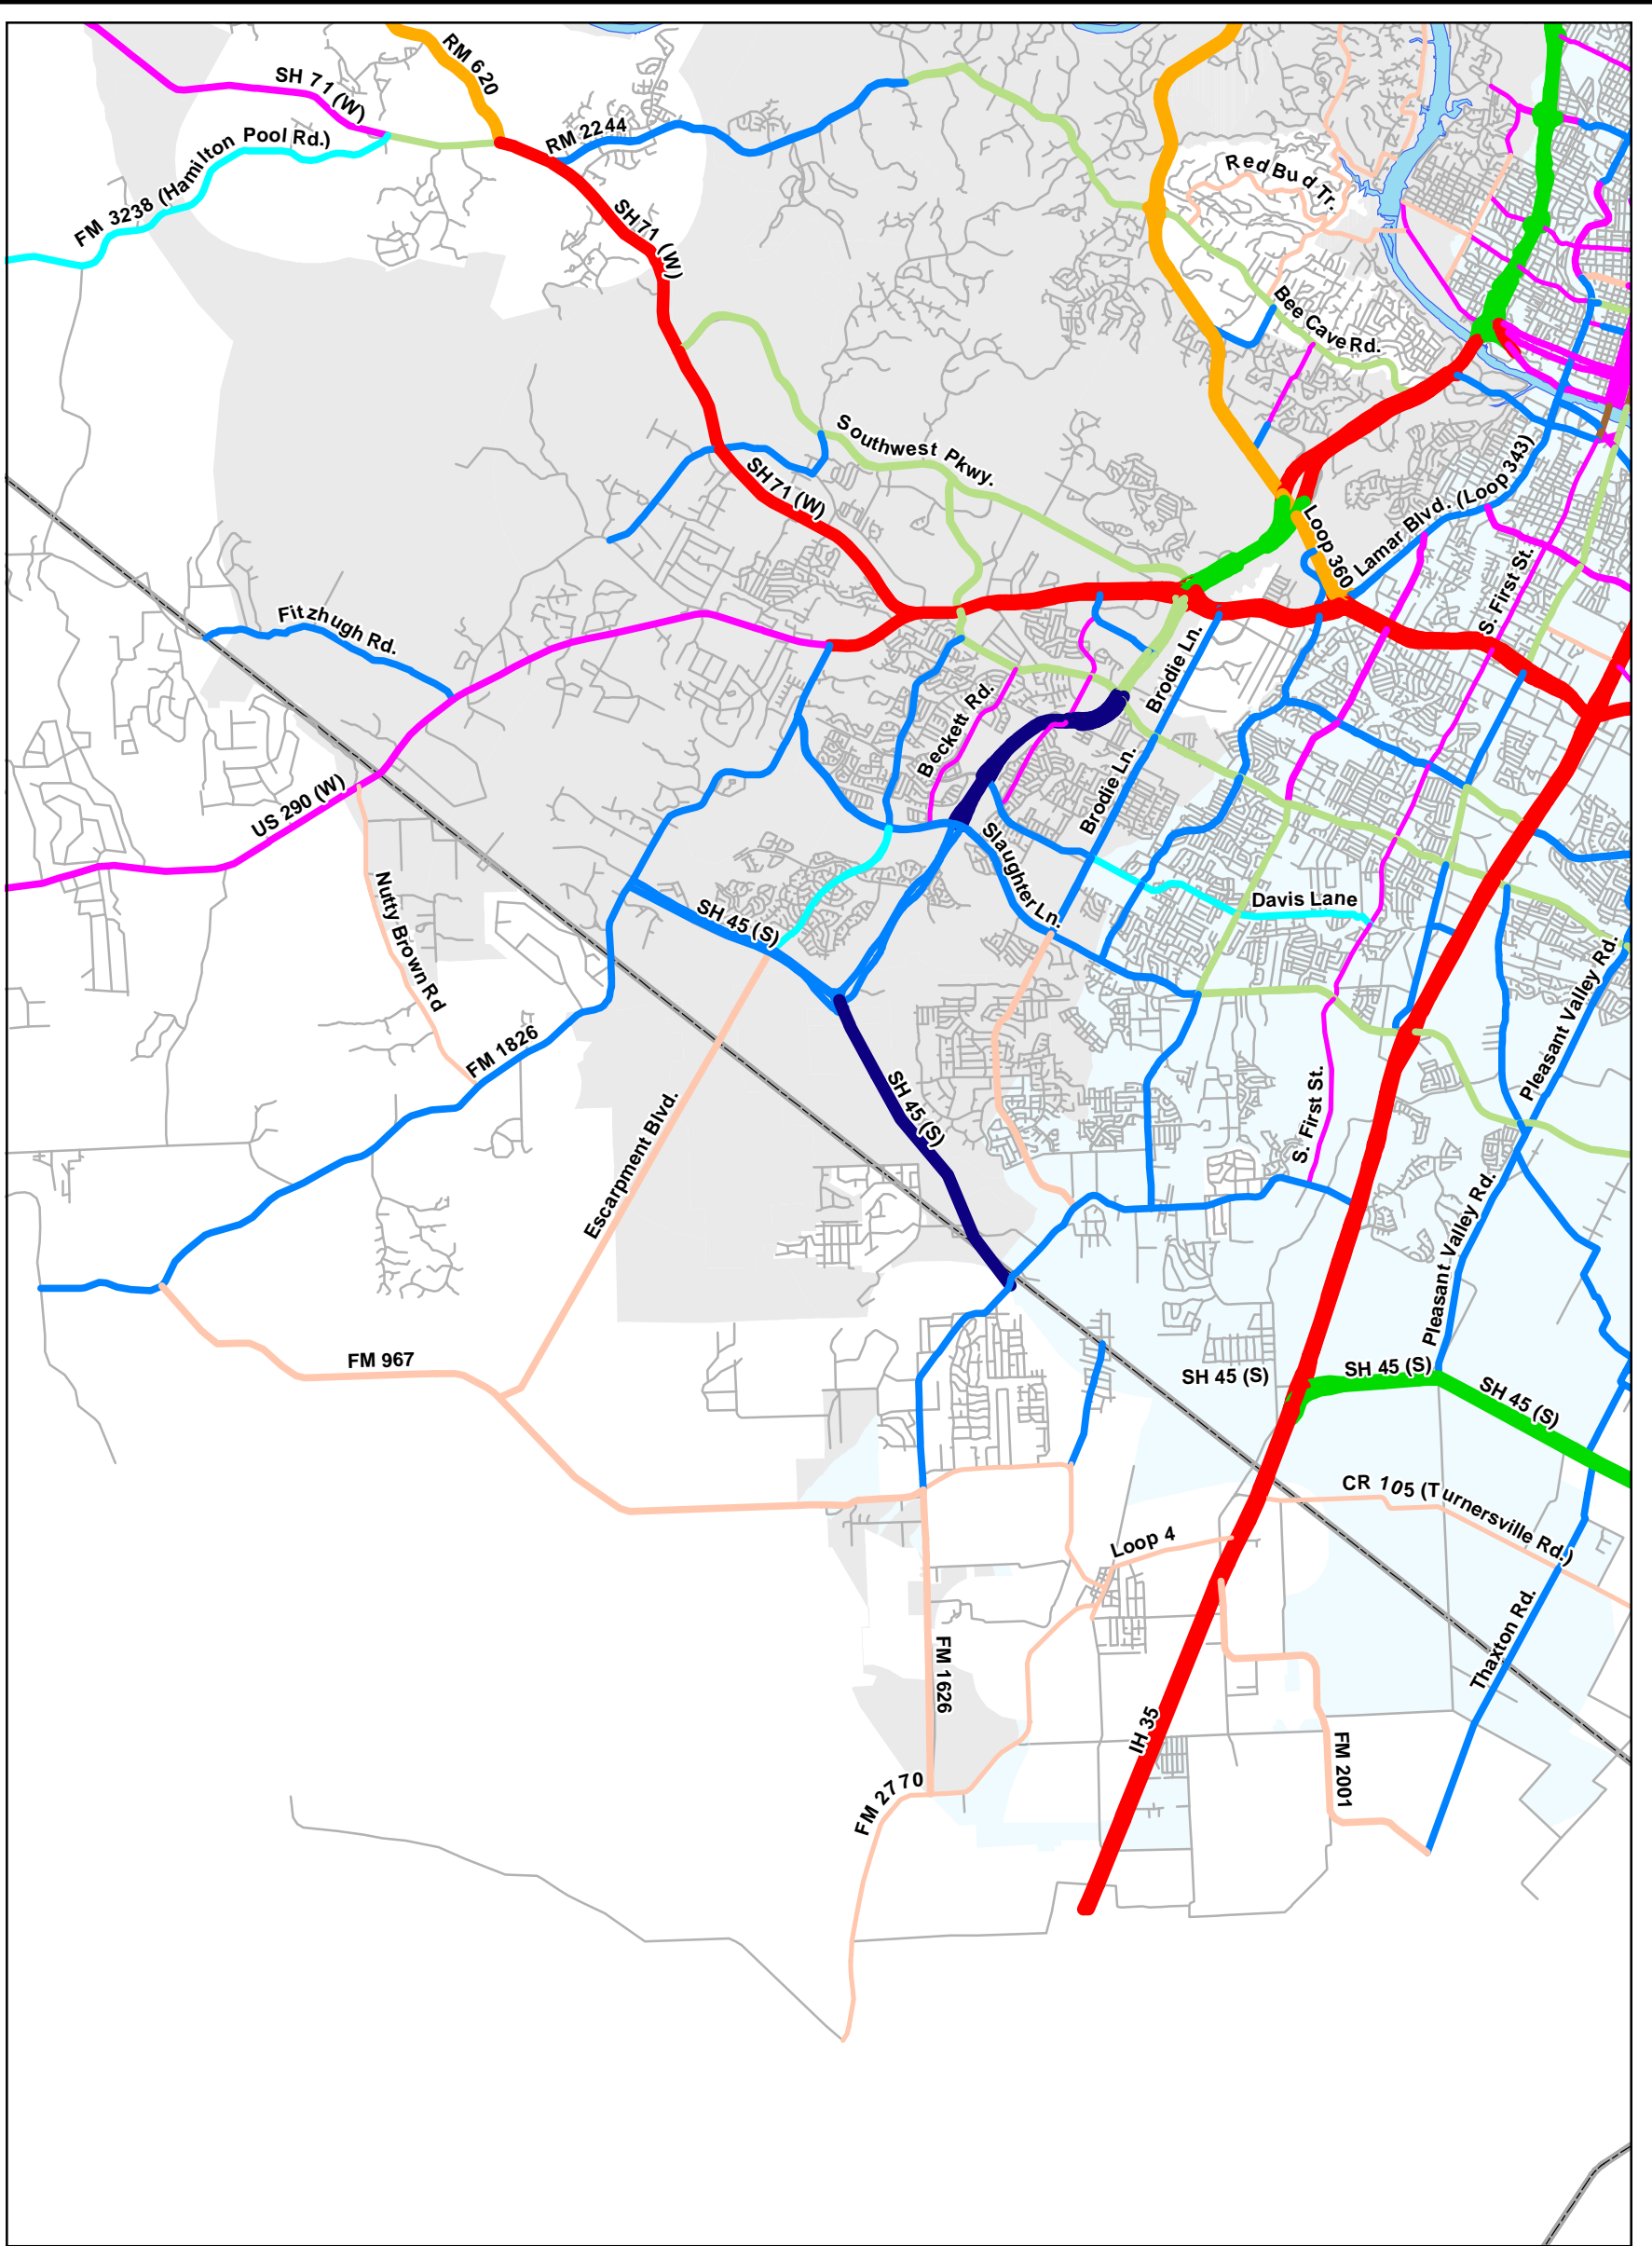 RM 620
SH 71 (W)
RM 2244
FM 3238 (Hamilton Pool Rd.)
Red Bud Tr.
SH 71 (W)
Bee Cave Rd.
Southwest Pkwy.
SH 71 (W)
Lamar Blvd. (Loop 343)
Loop 360
S. First St.
Fitzhugh Rd.
Brodie Ln.
Beckett Rd.
Brodie Ln.
US 290 (W)
Slaughter Ln.
Davis Lane
Nutty Brown Rd
SH 45 (S)
Pleasant Valley Rd.
FM 1826
SH 45 (S)
S. First St.
Escarpment Blvd.
Pleasant Valley Rd.
FM 967
SH 45 (S)
SH 45 (S)
SH 45 (S)
CR 105 (Turnersville Rd.)
Loop 4
Thaxton Rd.
FM 1626
IH 35
FM 2001
FM 2770